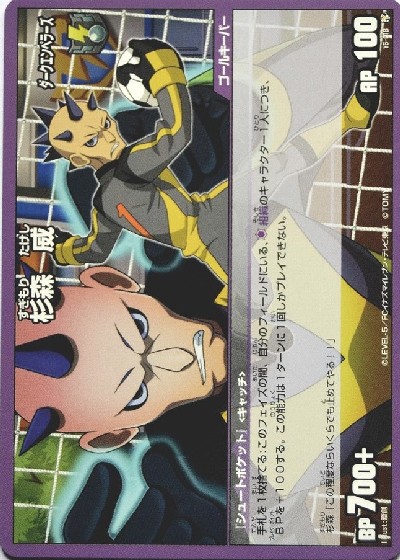 ダークエンペラーズ
すぎもり たけし
杉森 威
ゴールキーパー
『シュートポケット』<キャッチ>
手札を1枚捨てる:このフェイズの間、自分のフィールドにいる、組織のキャラクター1人につき、
BPを+100する。この能力は1ターンに1回しかプレイできない。
杉森「この程度ならいくらでも止めてやる!!」
BP 700+
AP 100
©LEVEL-5/FCイナズマイレブン・テレビ東京 ©TOMY